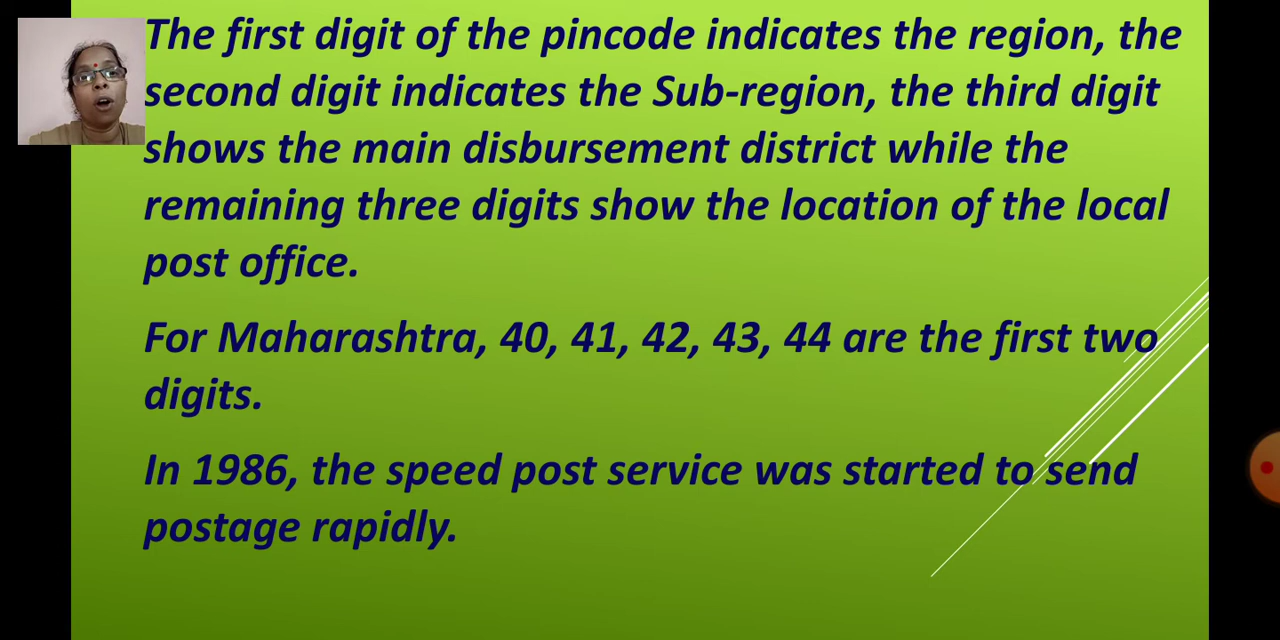 The first digit of the pincode indicates the region, the
second digit indicates the Sub-region, the third digit
shows the main disbursement district while the
remaining three digits show the location of the local
post office.
For Maharashtra, 40, 41, 42, 43, 44 are the first two
digits.
In 1986, the speed post service was started to send
postage rapidly.